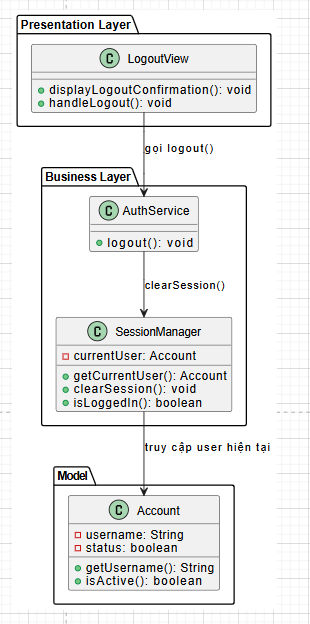 Presentation Layer
C LogoutView
displayLogoutConfirmation(): void
handleLogout(): void
gọi logout()
Business Layer
C AuthService
logout(): void
clearSession()
C SessionManager
currentUser: Account
getCurrentUser(): Account
clearSession(): void
isLoggedIn(): boolean
truy cập user hiện tại
Model
C Account
username: String
status: boolean
getUsername(): String
isActive(): boolean